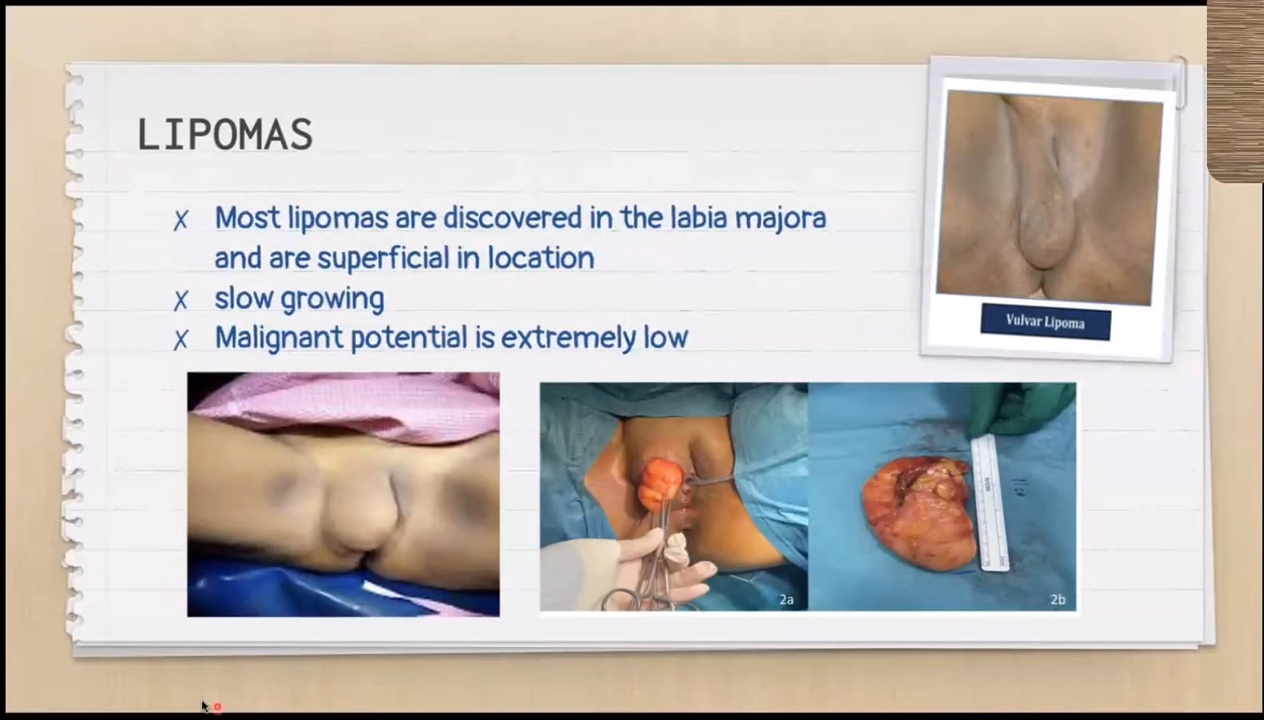 LIPOMAS
Most lipomas are discovered in the labia majora
and are superficial in location
slow growing
Malignant potential is extremely low
Vulvar Lipoma
2a
2b